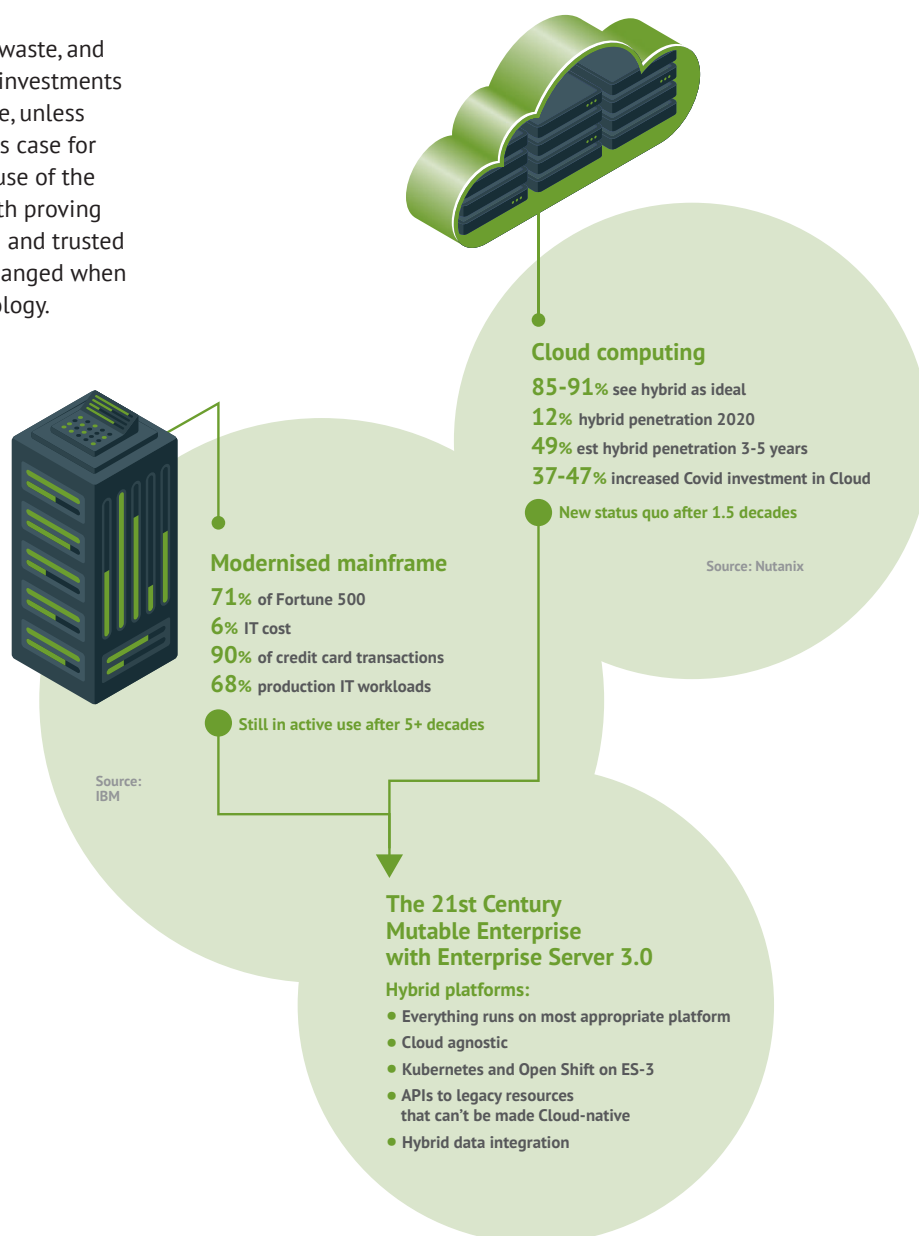 waste, and
investments
e, unless
s case for
use of the
th proving
and trusted
anged when
ology.
Cloud computing
85-91% see hybrid as ideal
12% hybrid penetration 2020
49% est hybrid penetration 3-5 years
37-47% increased Covid investment in Cloud
New status quo after 1.5 decades
Source: Nutanix
Modernised mainframe
71% of Fortune 500
6% IT cost
90% of credit card transactions
68% production IT workloads
Still in active use after 5+ decades
Source:
IBM
The 21st Century
Mutable Enterprise
with Enterprise Server 3.0
Hybrid platforms:
• Everything runs on most appropriate platform
• Cloud agnostic
• Kubernetes and Open Shift on ES-3
• APIs to legacy resources
that can't be made Cloud-native
• Hybrid data integration